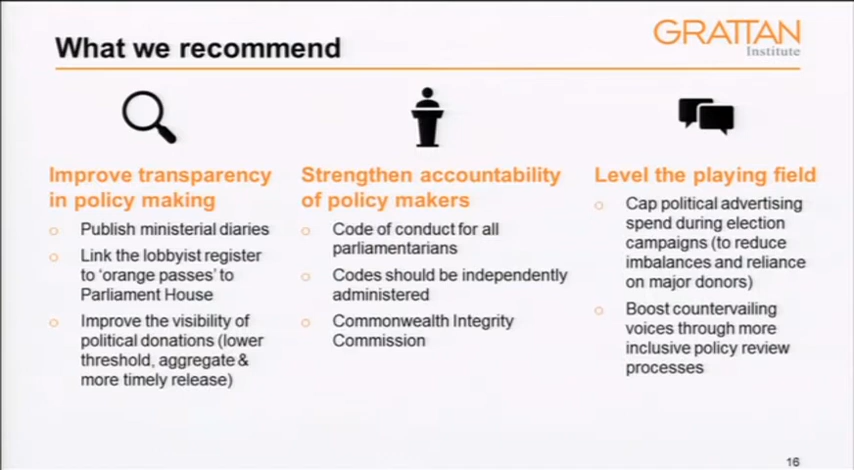 What we recommend
GRATTAN
Institute
Improve transparency
in policy making
Publish ministerial diaries
Link the lobbyist register
to ‘orange passes’ to
Parliament House
Improve the visibility of
political donations (lower
threshold, aggregate &
more timely release)
Strengthen accountability
of policy makers
Code of conduct for all
parliamentarians
Codes should be independently
administered
Commonwealth Integrity
Commission
Level the playing field
Cap political advertising
spend during election
campaigns (to reduce
imbalances and reliance
on major donors)
Boost countervailing
voices through more
inclusive policy review
processes
16